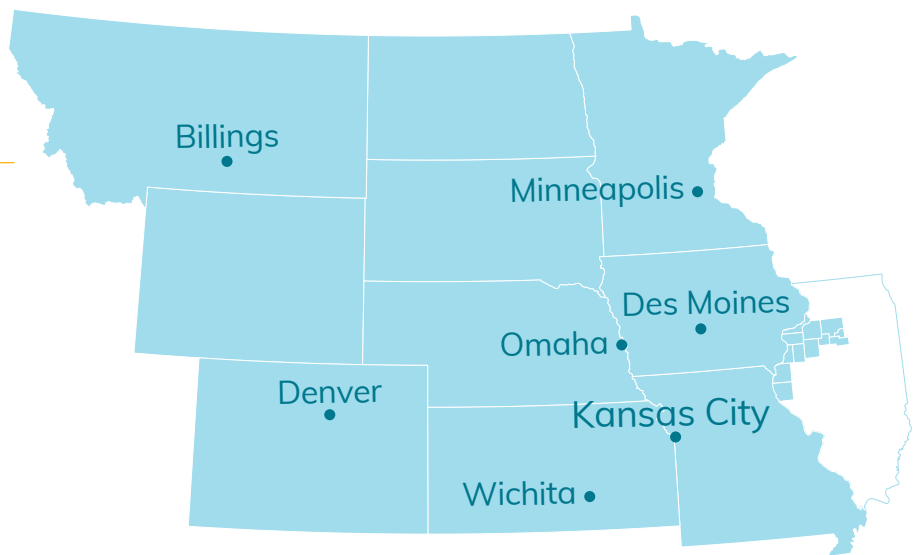 Billings
Minneapolis
Des Moines
Omaha
Denver
Kansas City
Wichita